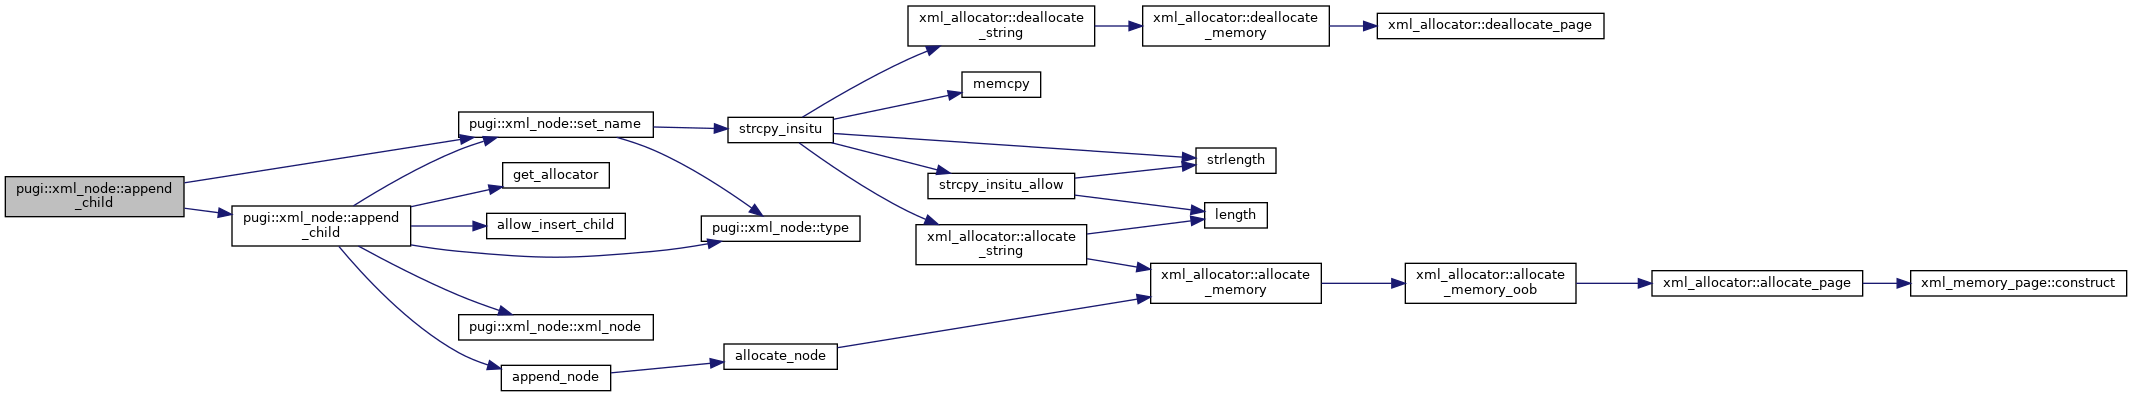 pugi::xml_node::append
_child
pugi::xml_node::append
_child
pugi::xml_node::set_name
get_allocator
allow_insert_child
pugi::xml_node::type
pugi::xml_node::xml_node
append_node
allocate_node
strcpy_insitu
xml_allocator::deallocate
_string
xml_allocator::deallocate
_memory
xml_allocator::deallocate_page
memcpy
strlength
strcpy_insitu_allow
length
xml_allocator::allocate
_string
xml_allocator::allocate
_memory
xml_allocator::allocate
_memory_oob
xml_allocator::allocate_page
xml_memory_page::construct